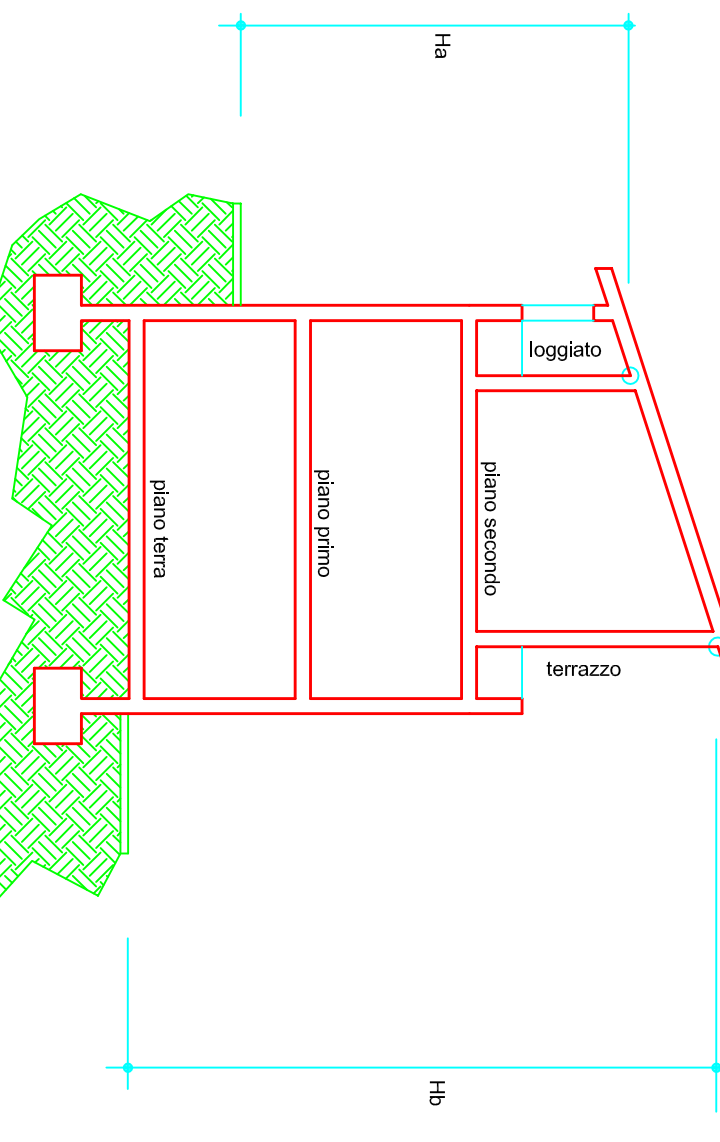 Ha
loggiato
piano secondo
piano primo
piano terra
terrazzo
Hb